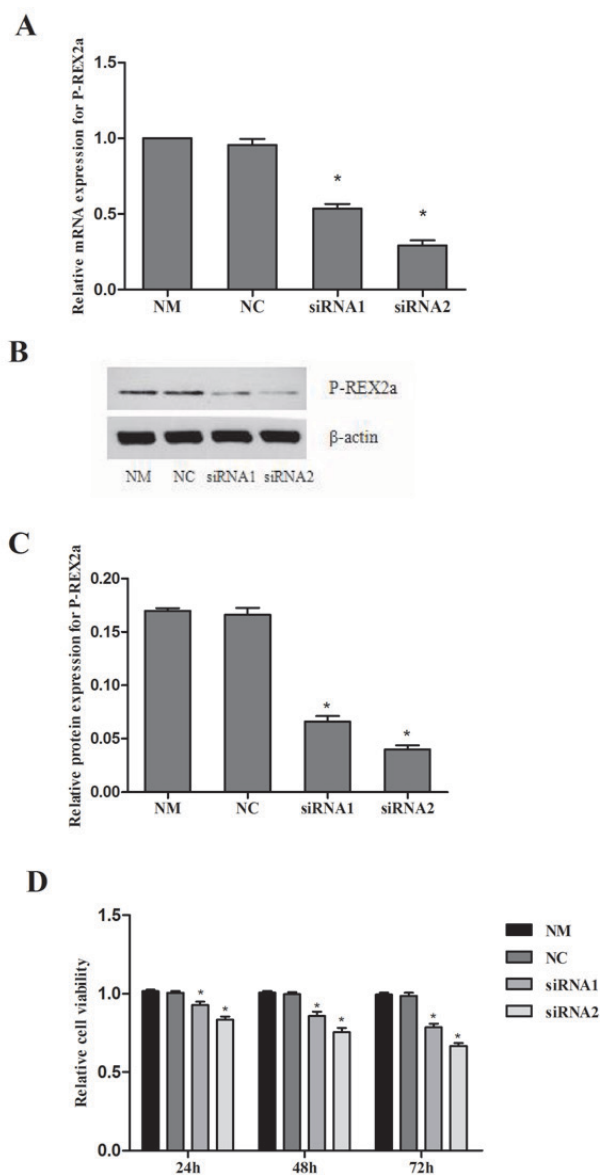 A
Relative mRNA expression for P-REX2a
1.5
1.0
0.5
0.0
*
*
NM NC siRNA1 siRNA2
B
P-REX2a
β-actin
NM NC siRNA1 siRNA2
C
Relative protein expression for P-REX2a
0.20
0.15
0.10
0.05
0.00
*
*
NM NC siRNA1 siRNA2
D
Relative cell viability
1.5
1.0
0.5
0.0
* * * * * *
24h 48h 72h
NM
NC
siRNA1
siRNA2